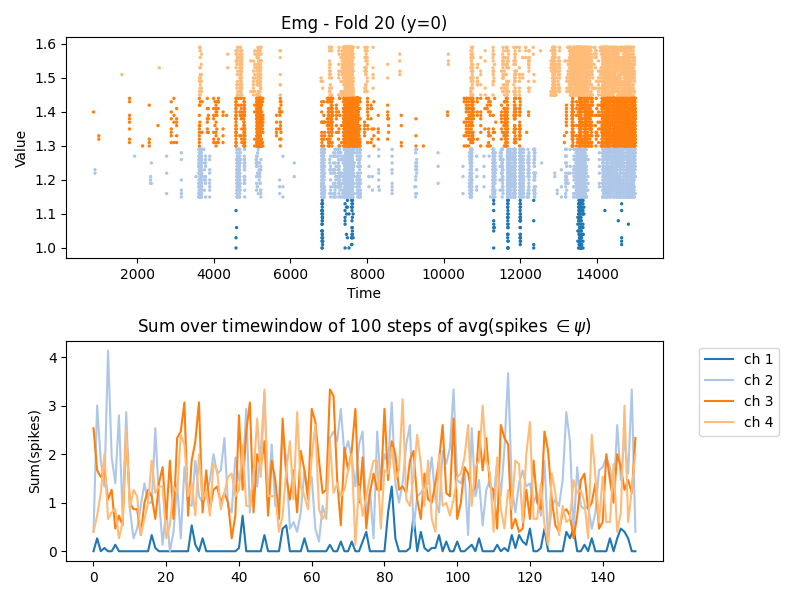 Emg - Fold 20 (y=0)
Value
1.6
1.5
1.4
1.3
1.2
1.1
1.0
2000 4000 6000 8000 10000 12000 14000
Time
Sum over timewindow of 100 steps of avg(spikes ∈ ψ)
Sum(spikes)
4
3
2
1
0
0 20 40 60 80 100 120 140
ch 1
ch 2
ch 3
ch 4